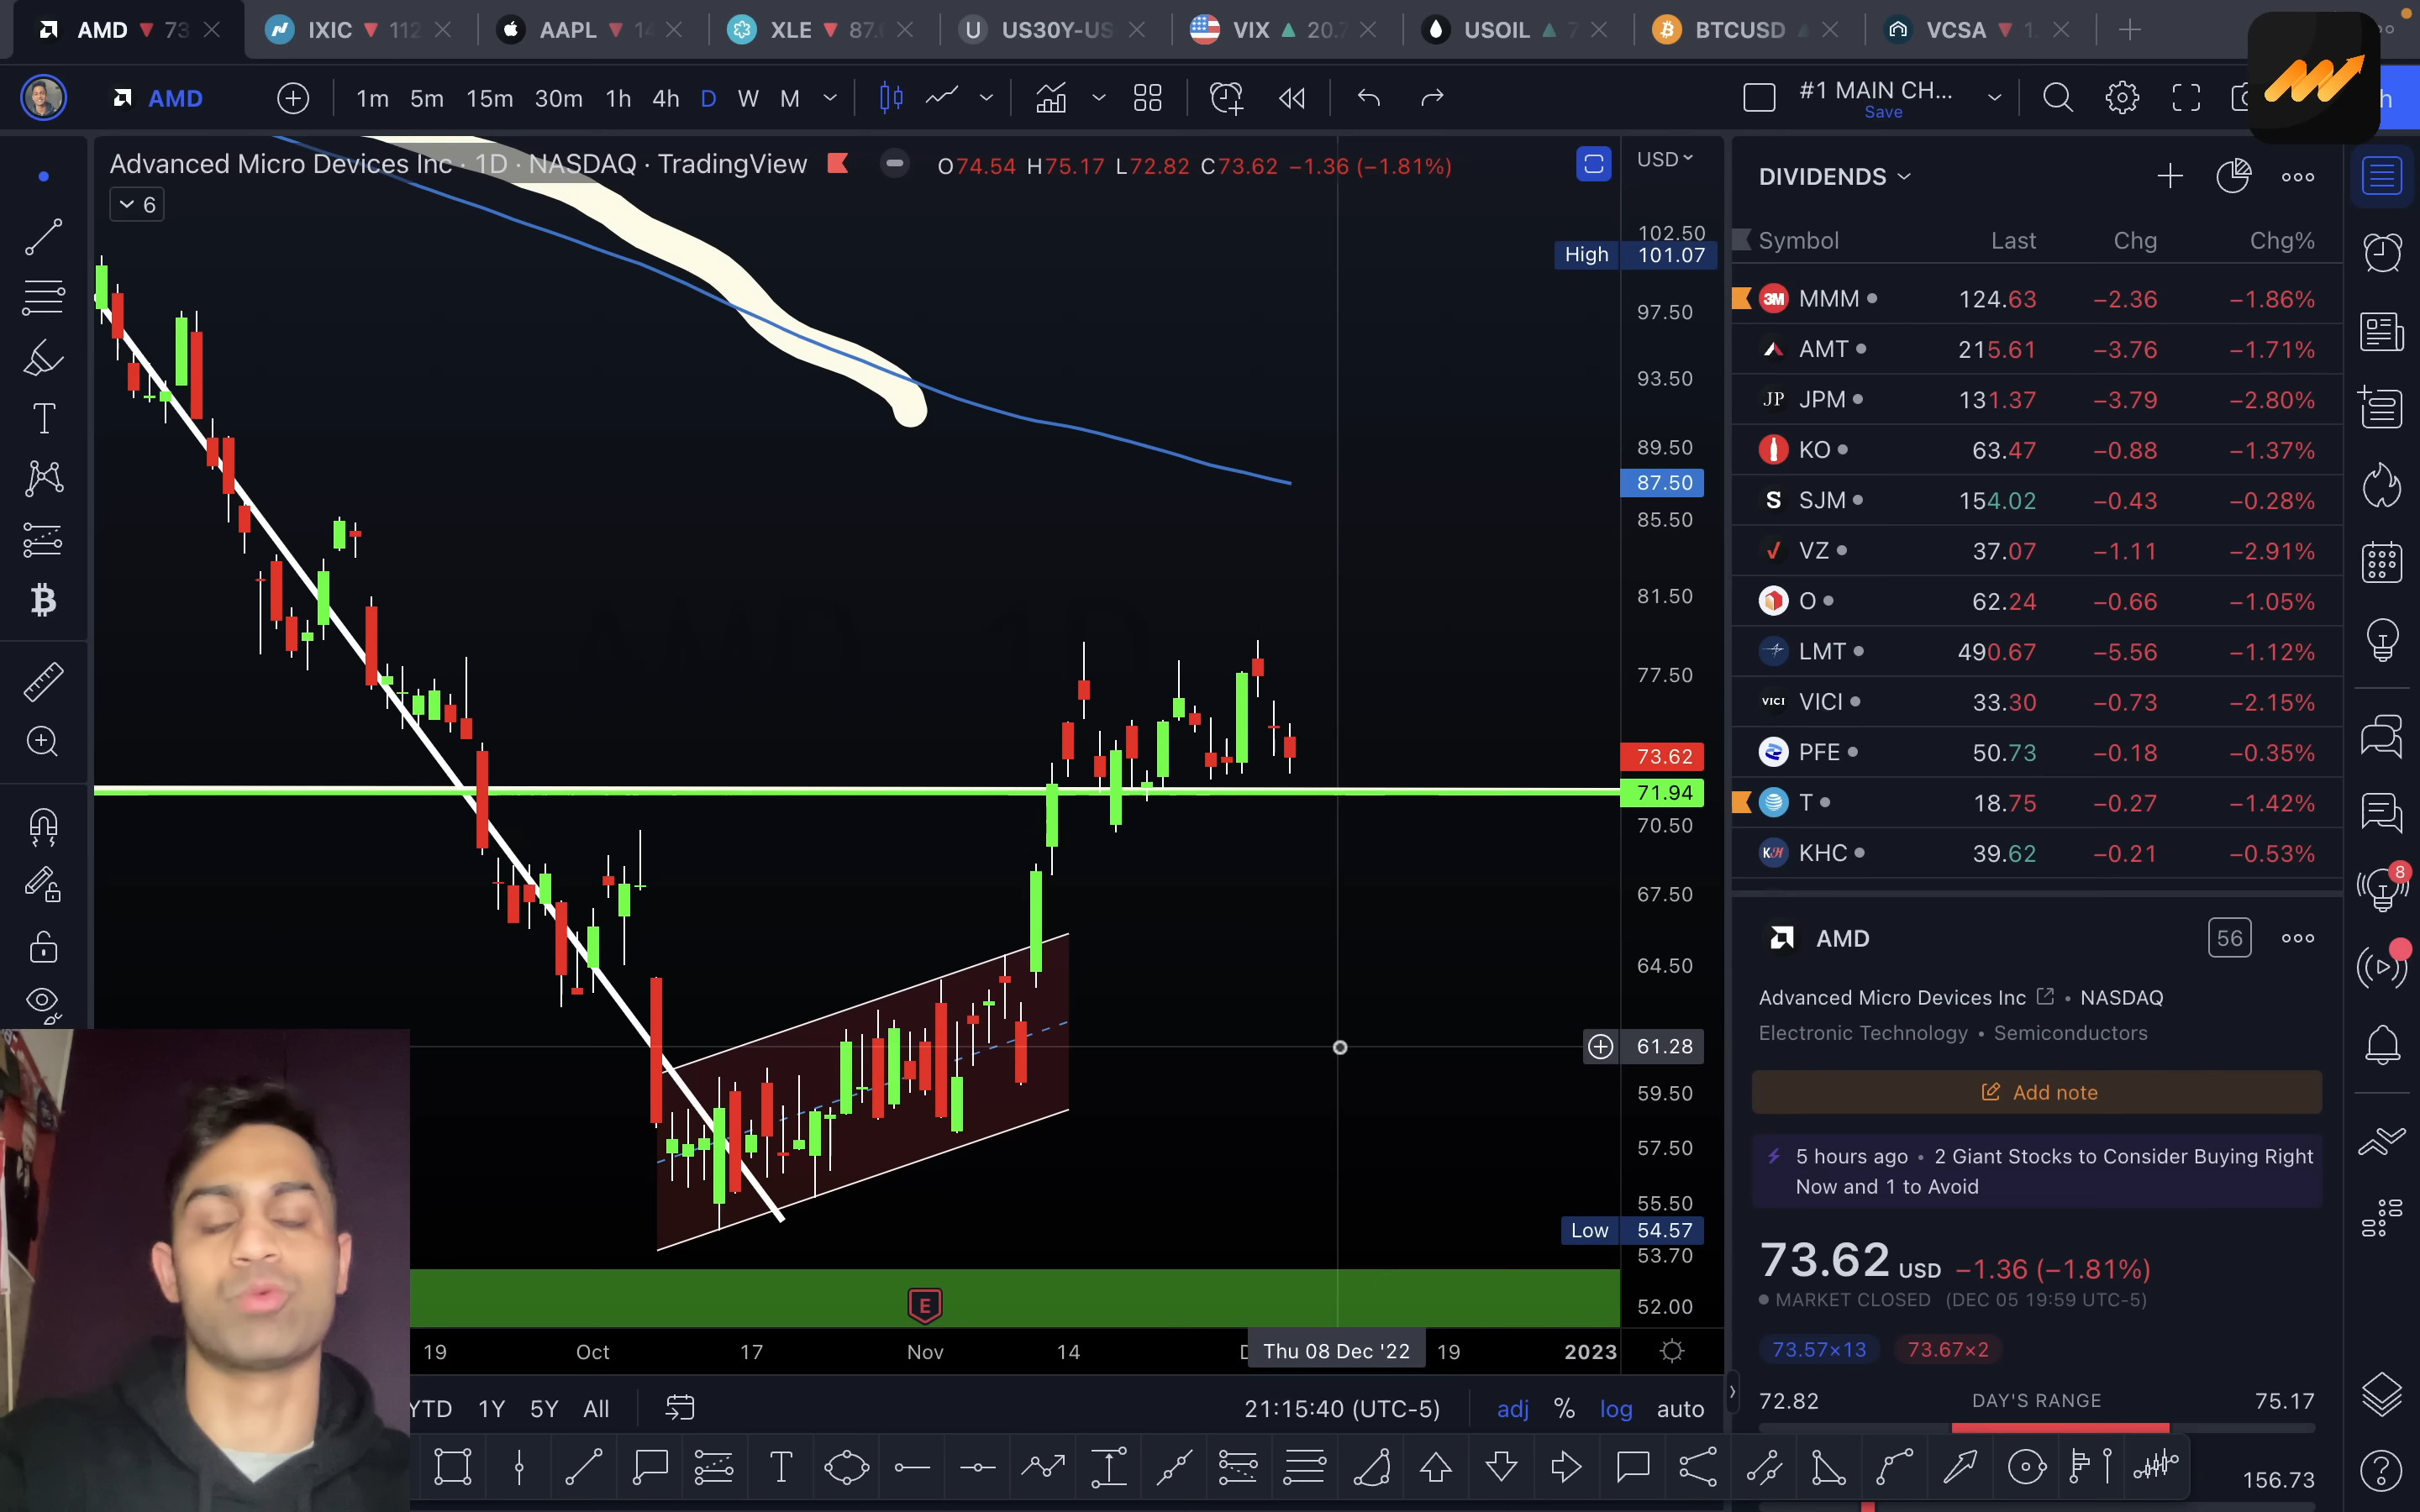 AMD 73
IXIC 112
AAPL 14
XLE 87.
US30Y-US
VIX 20.7
USOIL 7
BTCUSD
VCSA 1.
AMD 1m 5m 15m 30m 1h 4h D W M
#1 MAIN CH...
Save
Advanced Micro Devices Inc · 1D · NASDAQ · TradingView O74.54 H75.17 L72.82 C73.62 −1.36 (−1.81%)
6
USD
102.50
High 101.07
97.50
93.50
89.50
87.50
85.50
81.50
77.50
73.62
71.94
70.50
67.50
64.50
61.28
59.50
57.50
55.50
Low 54.57
53.70
52.00
E
19 Oct 17 Nov 14 Thu 08 Dec '22 19 2023
YTD 1Y 5Y All
21:15:40 (UTC-5) adj % log auto
DIVIDENDS
Symbol Last Chg Chg%
3M MMM 124.63 −2.36 −1.86%
AMT 215.61 −3.76 −1.71%
JP JPM 131.37 −3.79 −2.80%
KO 63.47 −0.88 −1.37%
S SJM 154.02 −0.43 −0.28%
VZ 37.07 −1.11 −2.91%
O 62.24 −0.66 −1.05%
LMT 490.67 −5.56 −1.12%
VICI VICI 33.30 −0.73 −2.15%
PFE 50.73 −0.18 −0.35%
T 18.75 −0.27 −1.42%
KHC 39.62 −0.21 −0.53%
AMD 56
Advanced Micro Devices Inc • NASDAQ
Electronic Technology • Semiconductors
Add note
5 hours ago • 2 Giant Stocks to Consider Buying Right
Now and 1 to Avoid
73.62 USD −1.36 (−1.81%)
MARKET CLOSED (DEC 05 19:59 UTC-5)
73.57×13 73.67×2
72.82 DAY'S RANGE 75.17
156.73
8